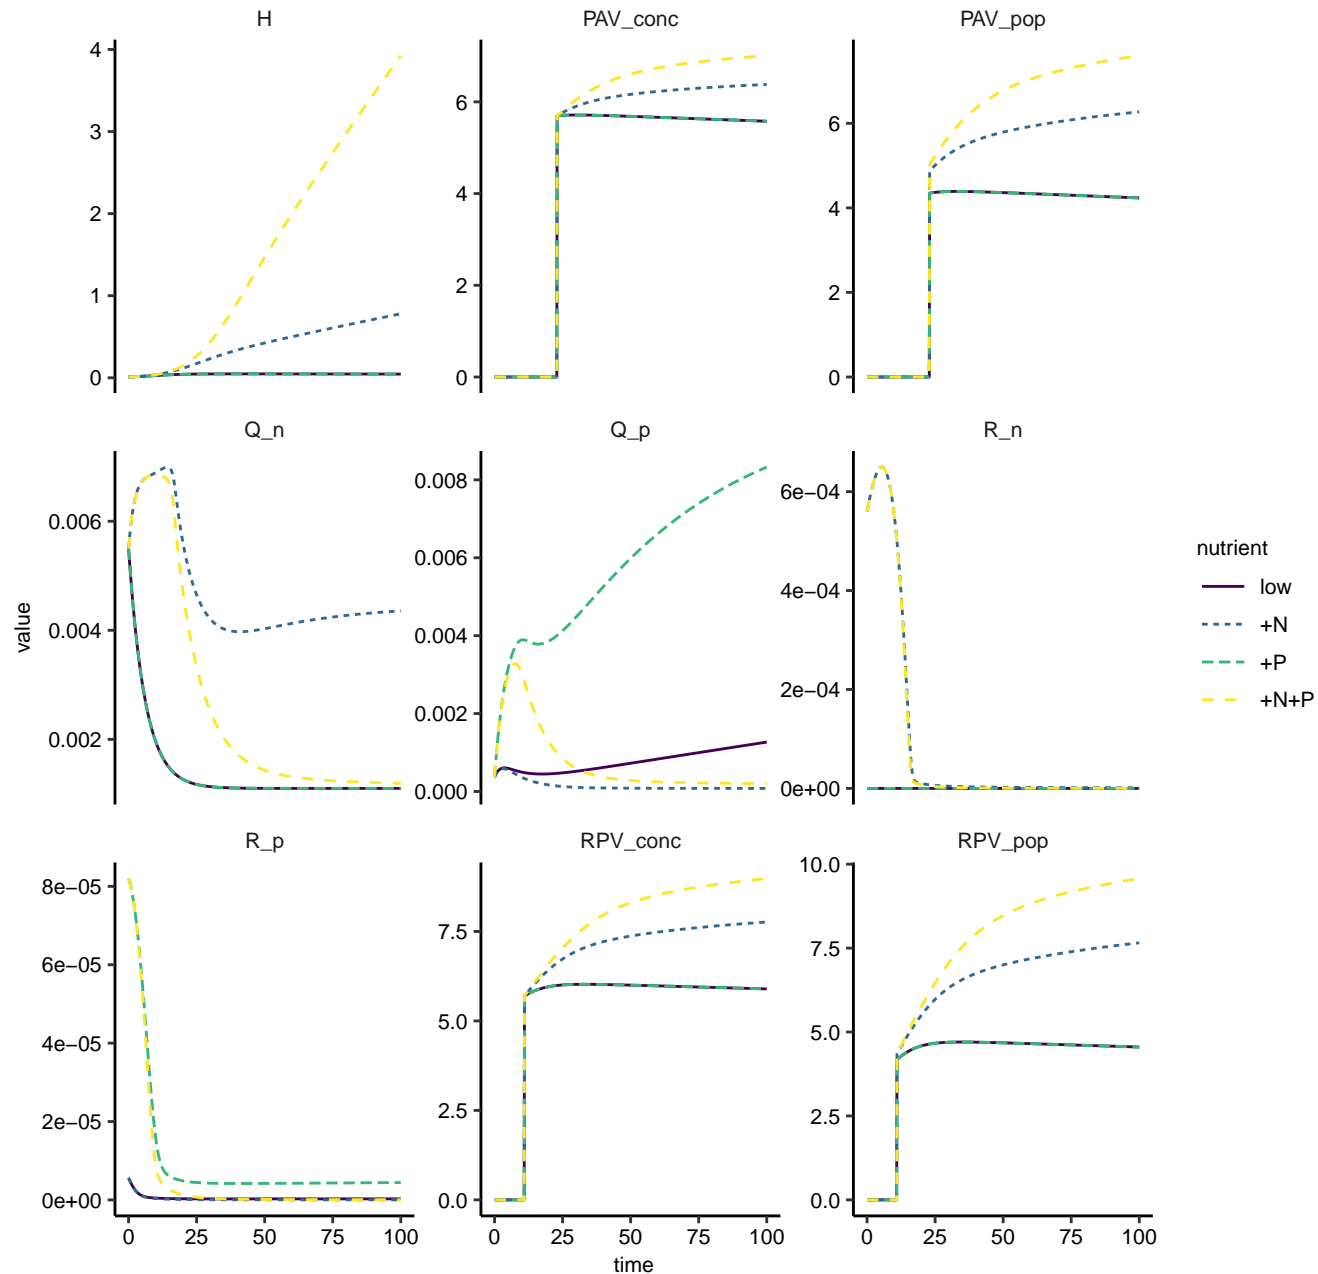 H
PAV_conc
PAV_pop
4
3
2
1
0
6
4
2
0
6
4
2
0
Q_n
Q_p
R_n
0.006
0.004
0.002
0.008
0.006
0.004
0.002
0.000
6e−04
4e−04
2e−04
0e+00
value
nutrient
low
+N
+P
+N+P
R_p
RPV_conc
RPV_pop
8e−05
6e−05
4e−05
2e−05
0e+00
7.5
5.0
2.5
0.0
10.0
7.5
5.0
2.5
0.0
0 25 50 75 100
0 25 50 75 100
0 25 50 75 100
time